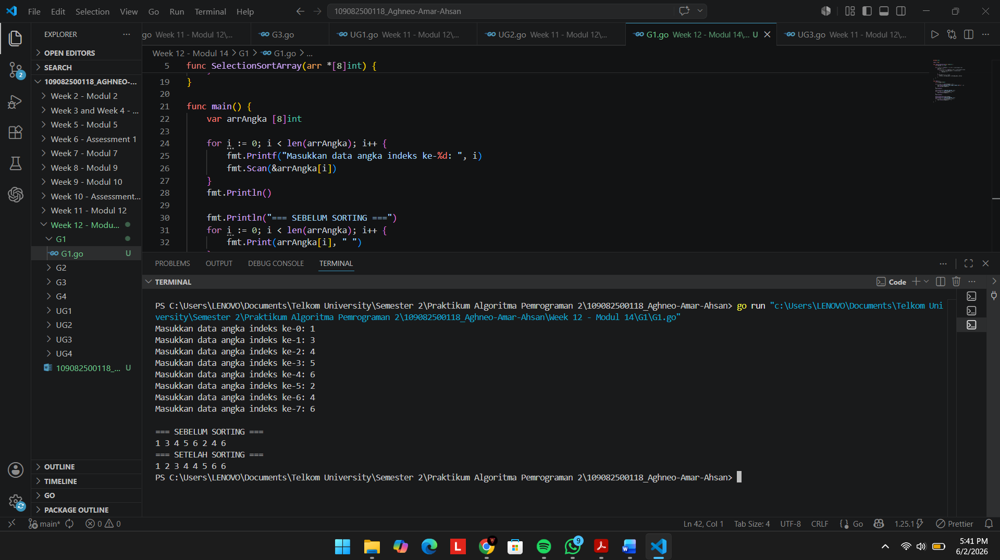 File Edit Selection View Go Run Terminal Help
109082500118_Aghneo-Amar-Ahsan
EXPLORER
go Week 11 - Modul 12\...
G3.go
UG1.go Week 11 - Modul 12\...
UG2.go Week 11 - Modul 12\...
G1.go Week 12 - Modul 14\... U
UG3.go Week 11 - Modul 12\...
OPEN EDITORS
SEARCH
109082500118_AGHNEO-...
Week 2 - Modul 2
Week 3 and Week 4 - ...
Week 5 - Modul 5
Week 6 - Assessment 1
Week 7 - Modul 7
Week 8 - Modul 9
Week 9 - Modul 10
Week 10 - Assessment...
Week 11 - Modul 12
Week 12 - Modu...
G1
G1.go U
G2
G3
G4
UG1
UG2
UG3
UG4
109082500118_... U
OUTLINE
TIMELINE
GO
PACKAGE OUTLINE
2
Week 12 - Modul 14 > G1 > G1.go > ...
5 func SelectionSortArray(arr *[8]int) {
19 }
20
21 func main() {
22 var arrAngka [8]int
23
24 for i := 0; i < len(arrAngka); i++ {
25 fmt.Printf("Masukkan data angka indeks ke-%d: ", i)
26 fmt.Scan(&arrAngka[i])
27 }
28 fmt.Println()
29
30 fmt.Println("=== SEBELUM SORTING ===")
31 for i := 0; i < len(arrAngka); i++ {
32 fmt.Print(arrAngka[i], " ")
PROBLEMS OUTPUT DEBUG CONSOLE TERMINAL
TERMINAL
Code
PS C:\Users\LENOVO\Documents\Telkom University\Semester 2\Praktikum Algoritma Pemrograman 2\109082500118_Aghneo-Amar-Ahsan> go run "c:\Users\LENOVO\Documents\Telkom Uni
versity\Semester 2\Praktikum Algoritma Pemrograman 2\109082500118_Aghneo-Amar-Ahsan\Week 12 - Modul 14\G1\G1.go"
Masukkan data angka indeks ke-0: 1
Masukkan data angka indeks ke-1: 3
Masukkan data angka indeks ke-2: 4
Masukkan data angka indeks ke-3: 5
Masukkan data angka indeks ke-4: 6
Masukkan data angka indeks ke-5: 2
Masukkan data angka indeks ke-6: 4
Masukkan data angka indeks ke-7: 6
=== SEBELUM SORTING ===
1 3 4 5 6 2 4 6
=== SETELAH SORTING ===
1 2 3 4 4 5 6 6
PS C:\Users\LENOVO\Documents\Telkom University\Semester 2\Praktikum Algoritma Pemrograman 2\109082500118_Aghneo-Amar-Ahsan>
main* 0 0
Ln 42, Col 1 Tab Size: 4 UTF-8 CRLF {} Go 1.25.1 Prettier
L
9
5:41 PM
6/2/2026